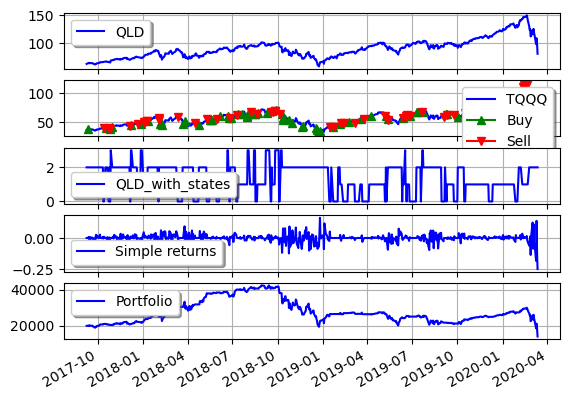 150
QLD
100
100
TQQQ
Buy
50
Sell
2
QLD_with_states
0
0.00
Simple returns
−0.25
40000
Portfolio
20000
2017-10 2018-01 2018-04 2018-07 2018-10 2019-01 2019-04 2019-07 2019-10 2020-01 2020-04